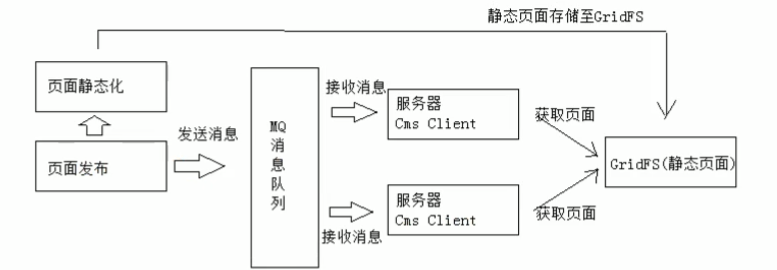 静态页面存储至GridFS
页面静态化
页面发布
发送消息
MQ
消
息
队
列
接收消息
服务器
Cms Client
获取页面
GridFS(静态页面)
接收消息
服务器
Cms Client
获取页面